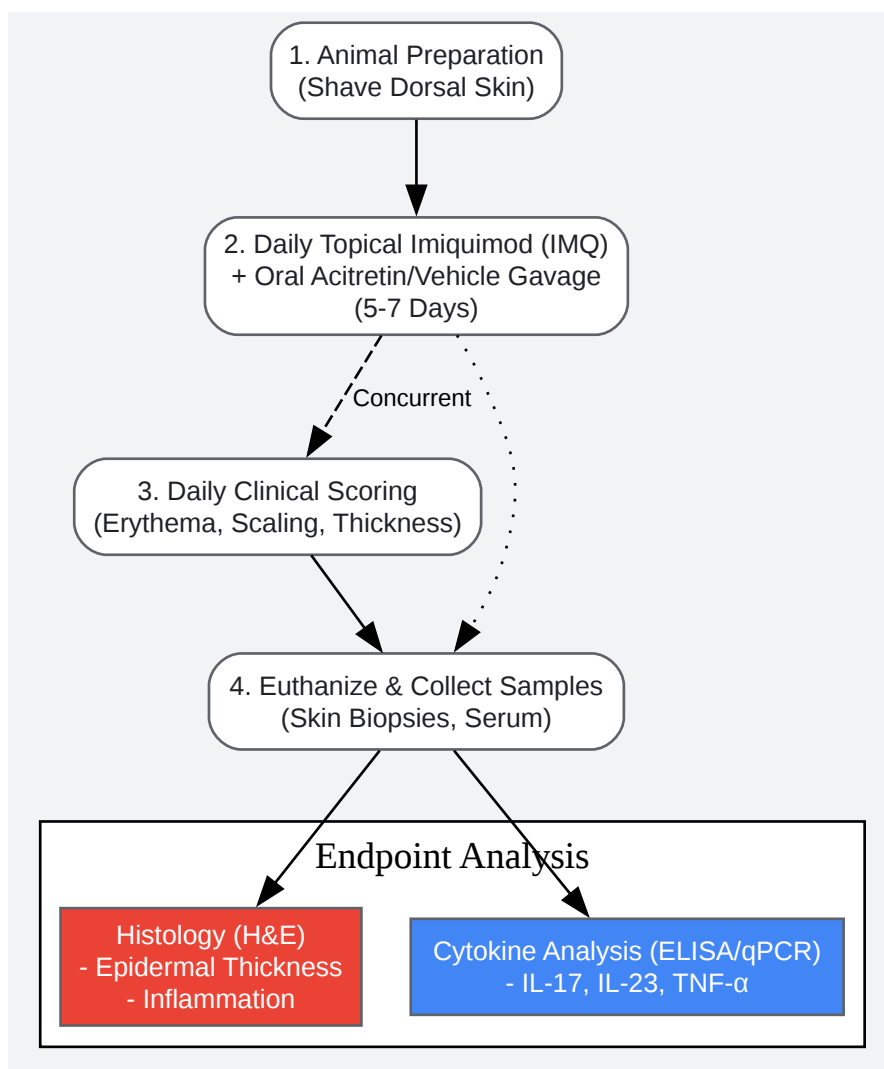 1. Animal Preparation
(Shave Dorsal Skin)
2. Daily Topical Imiquimod (IMQ)
+ Oral Acitretin/Vehicle Gavage
(5-7 Days)
Concurrent
3. Daily Clinical Scoring
(Erythema, Scaling, Thickness)
4. Euthanize & Collect Samples
(Skin Biopsies, Serum)
Endpoint Analysis
Histology (H&E)
- Epidermal Thickness
- Inflammation
Cytokine Analysis (ELISA/qPCR)
- IL-17, IL-23, TNF-α